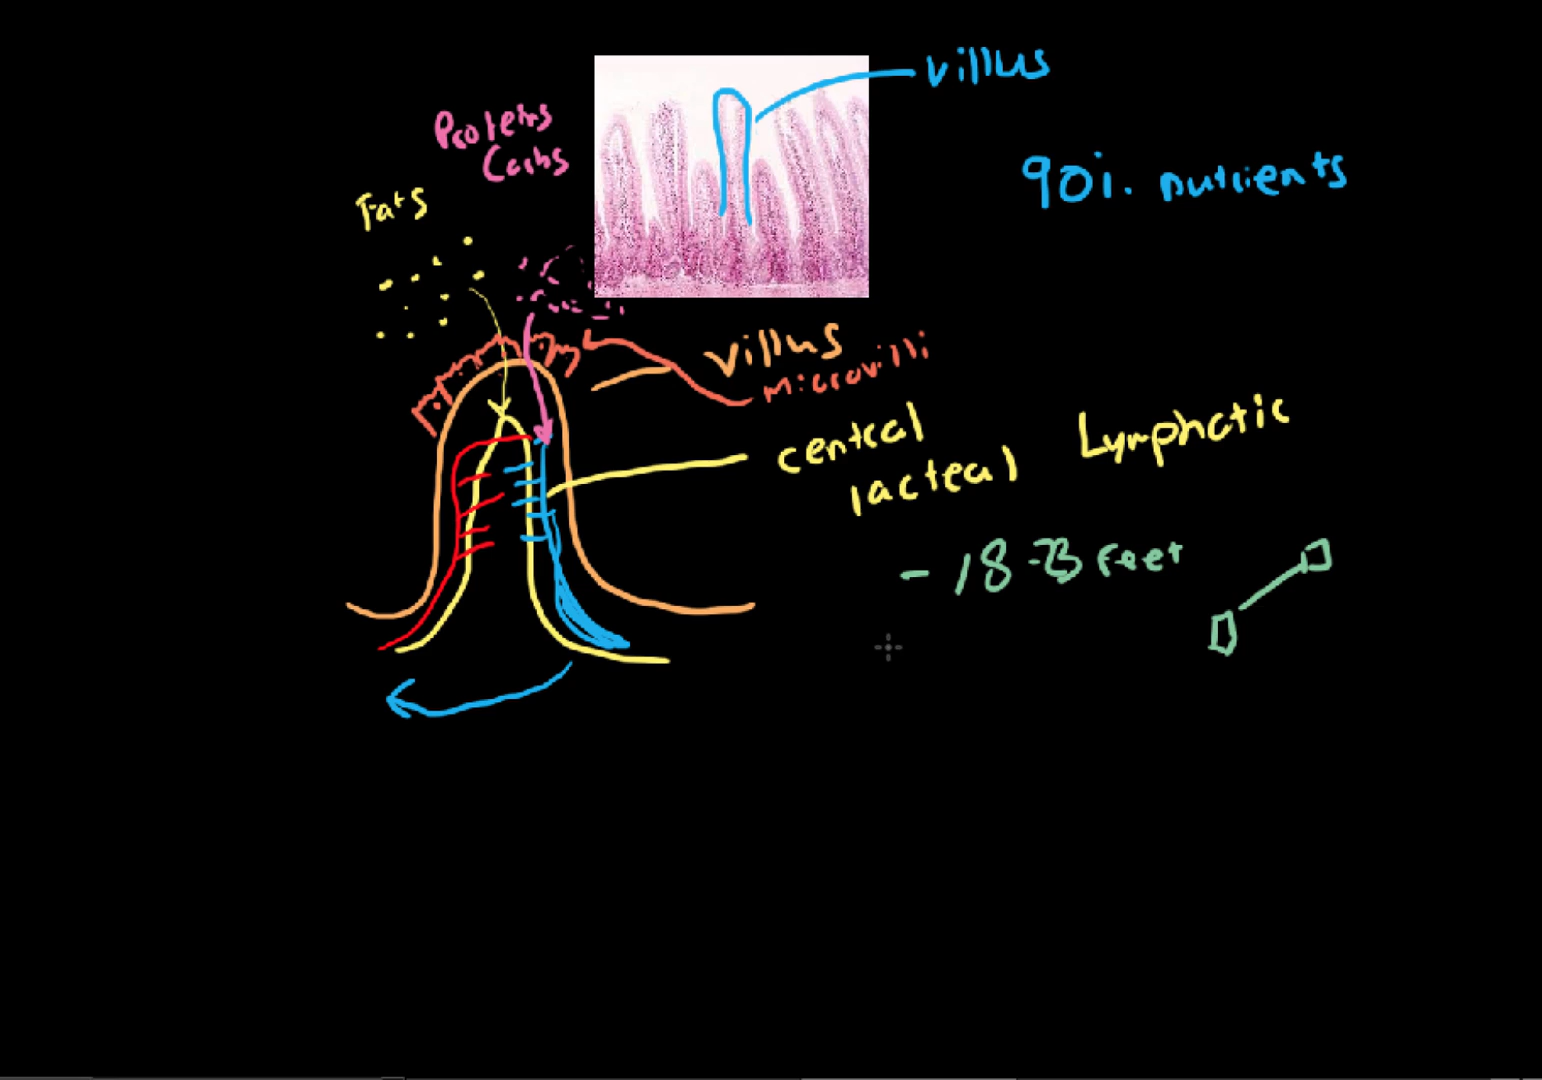 villus
Proteins
Carbs
90%. nutrients
Fats
villus
microvilli
central
lacteal
Lymphatic
- 18-23 feet